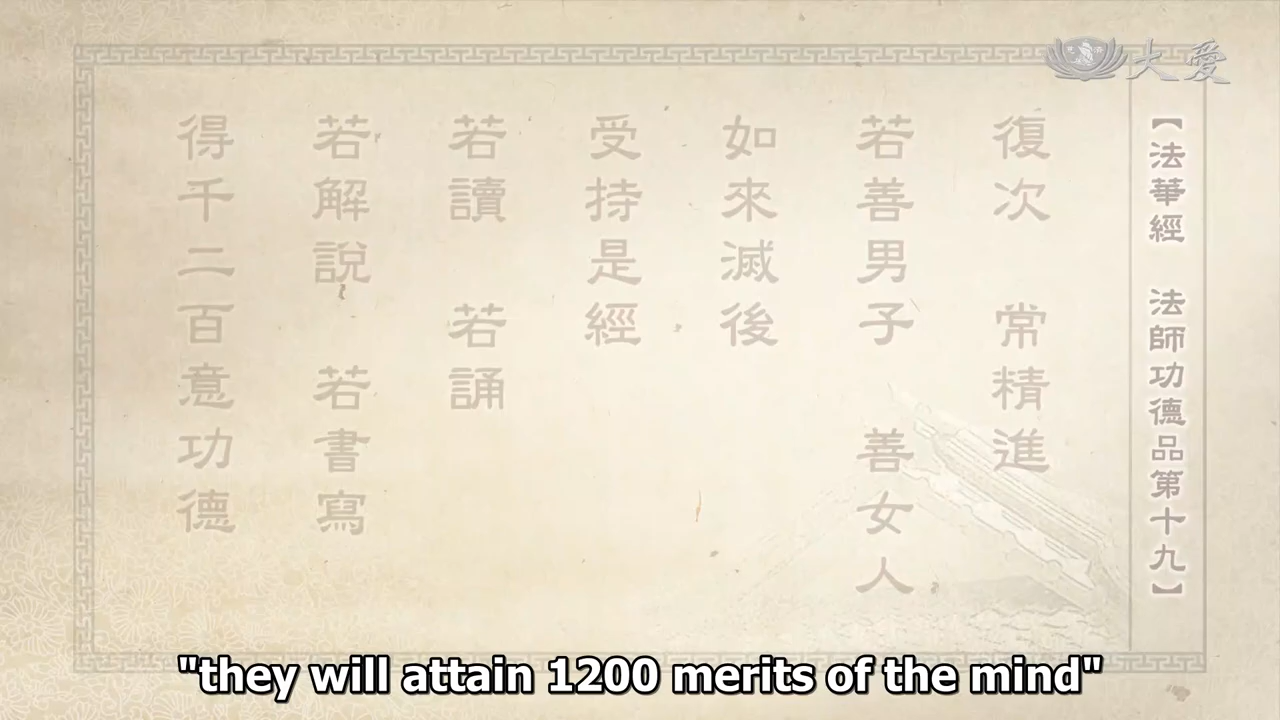 大愛
【法華經 法師功德品第十九】
復次 常精進
若善男子 善女人
如來滅後
受持是經
若讀 若誦
若解說 若書寫
得千二百意功德
"they will attain 1200 merits of the mind"